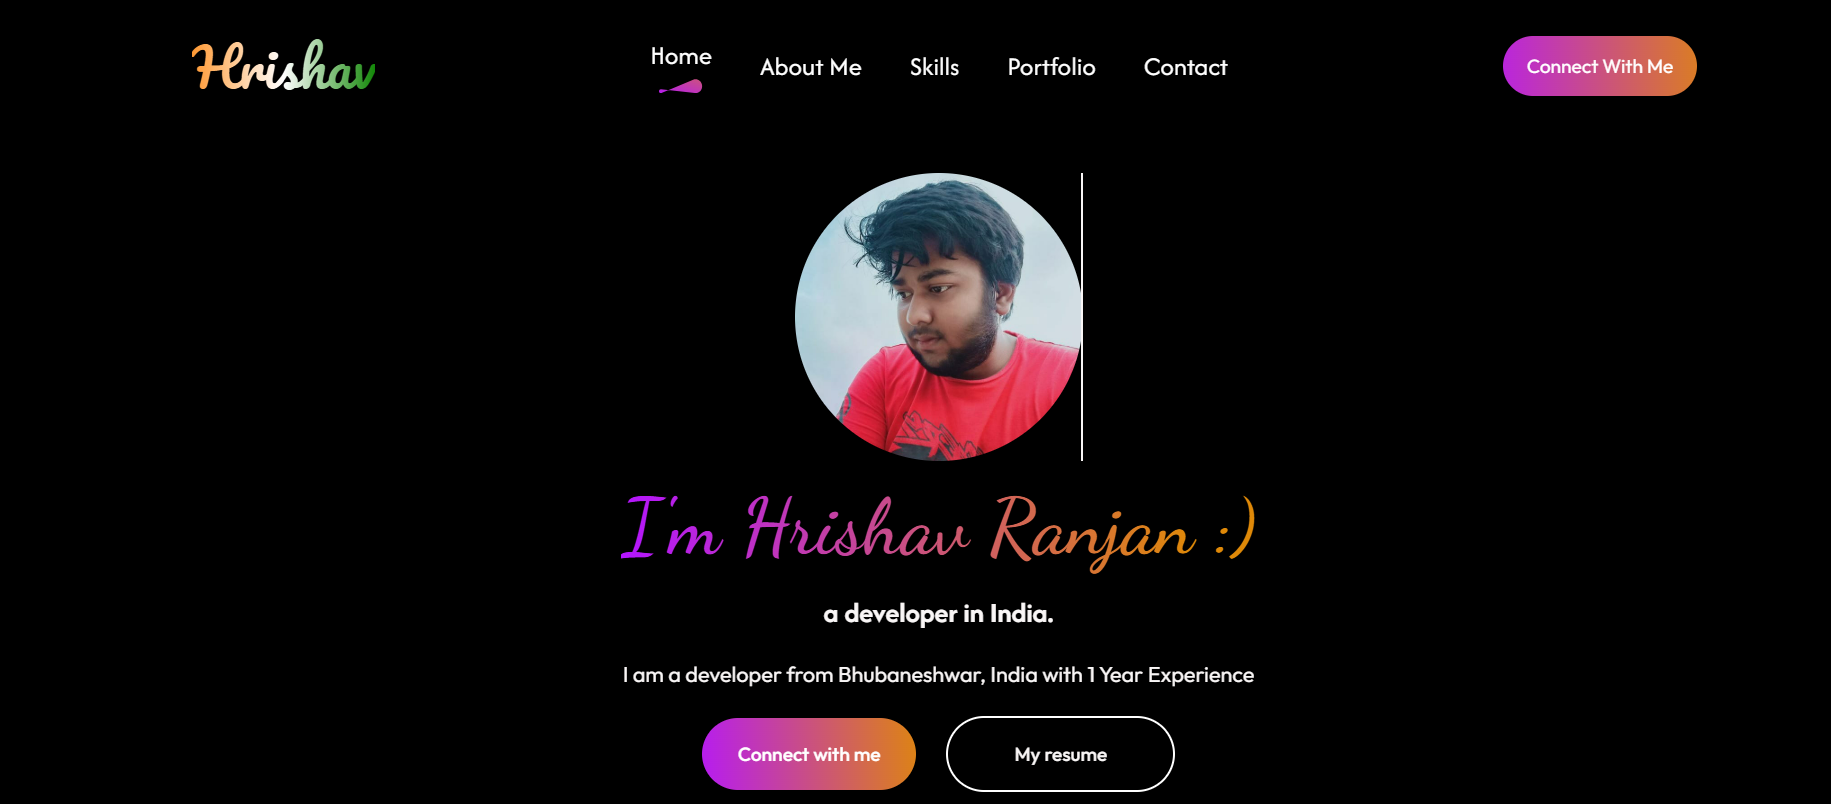 Hrishav
Home About Me Skills Portfolio Contact
Connect With Me
I'm Hrishav Ranjan :)
a developer in India.
I am a developer from Bhubaneshwar, India with 1 Year Experience
Connect with me
My resume